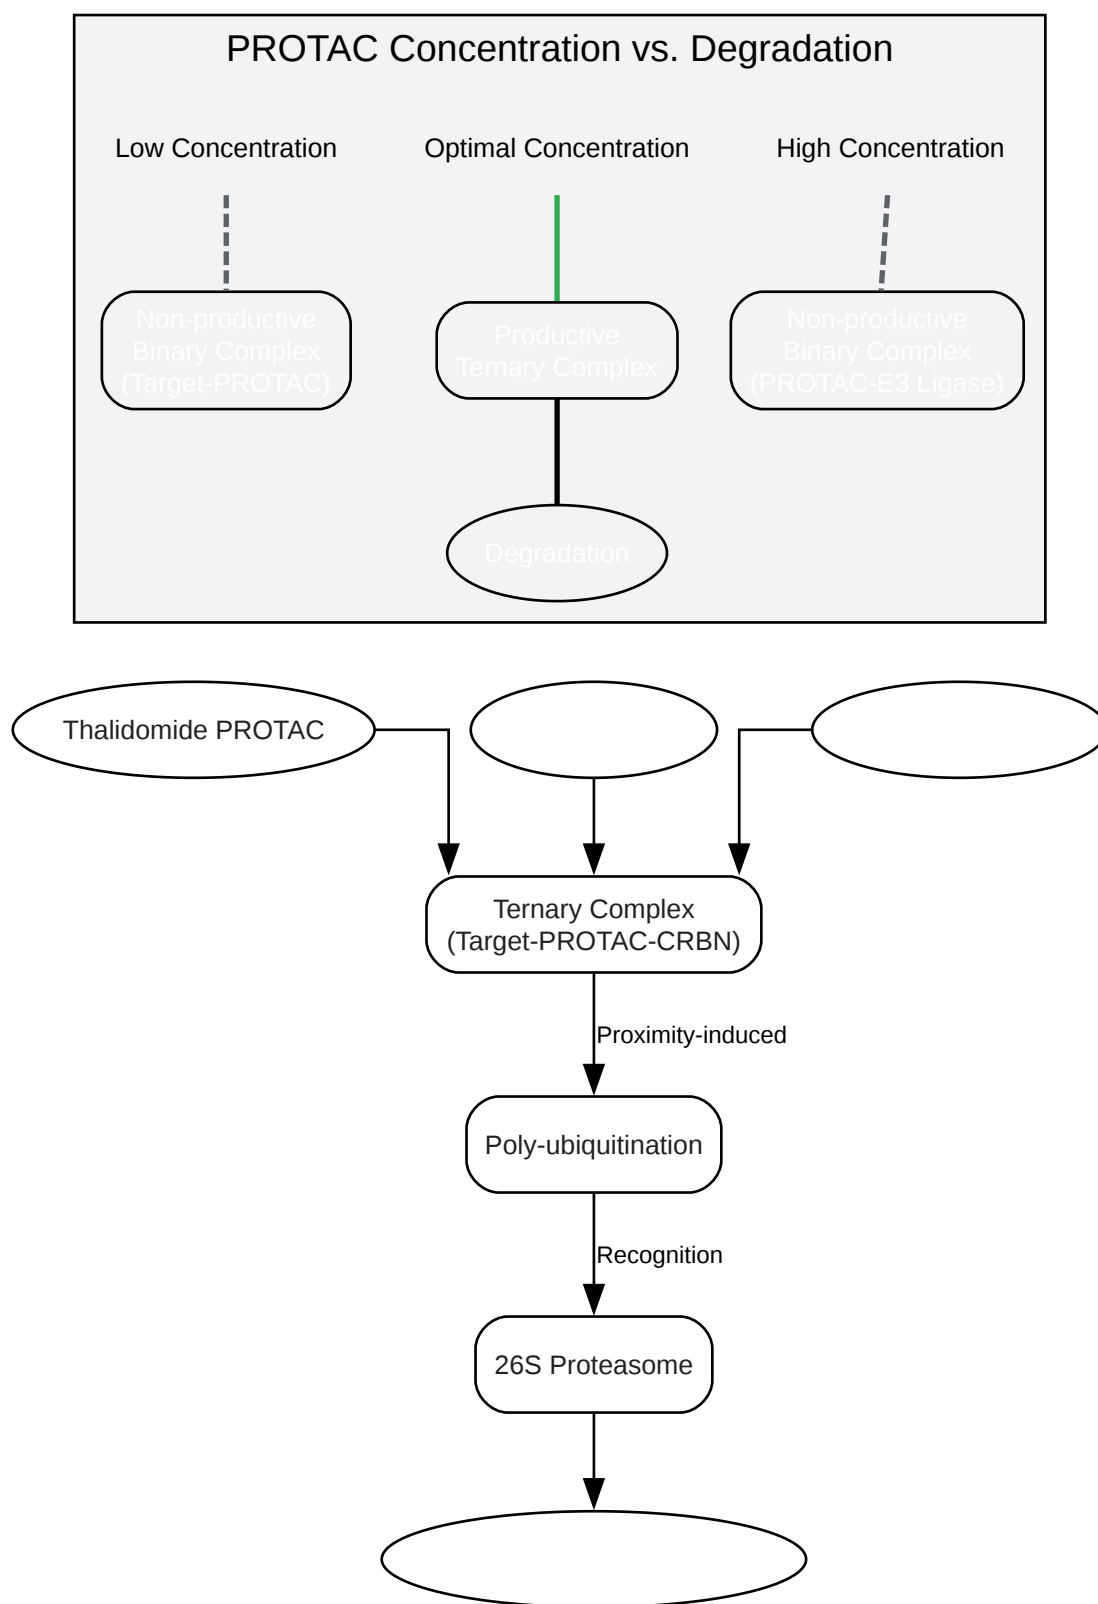 PROTAC Concentration vs. Degradation
Low Concentration
Optimal Concentration
High Concentration
Non-productive
Binary Complex
(Target-PROTAC)
Productive
Ternary Complex
Non-productive
Binary Complex
(PROTAC-E3 Ligase)
Degradation
Thalidomide PROTAC
Ternary Complex
(Target-PROTAC-CRBN)
Proximity-induced
Poly-ubiquitination
Recognition
26S Proteasome